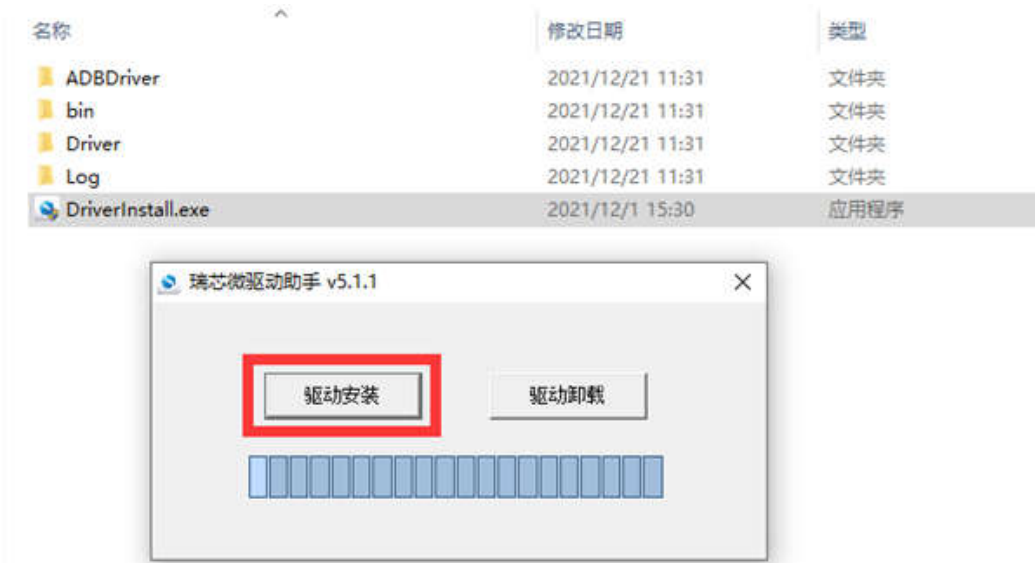 名称 修改日期 类型
ADBDriver 2021/12/21 11:31 文件夹
bin 2021/12/21 11:31 文件夹
Driver 2021/12/21 11:31 文件夹
Log 2021/12/21 11:31 文件夹
DriverInstall.exe 2021/12/1 15:30 应用程序
瑞芯微驱动助手 v5.1.1
驱动安装 驱动卸载